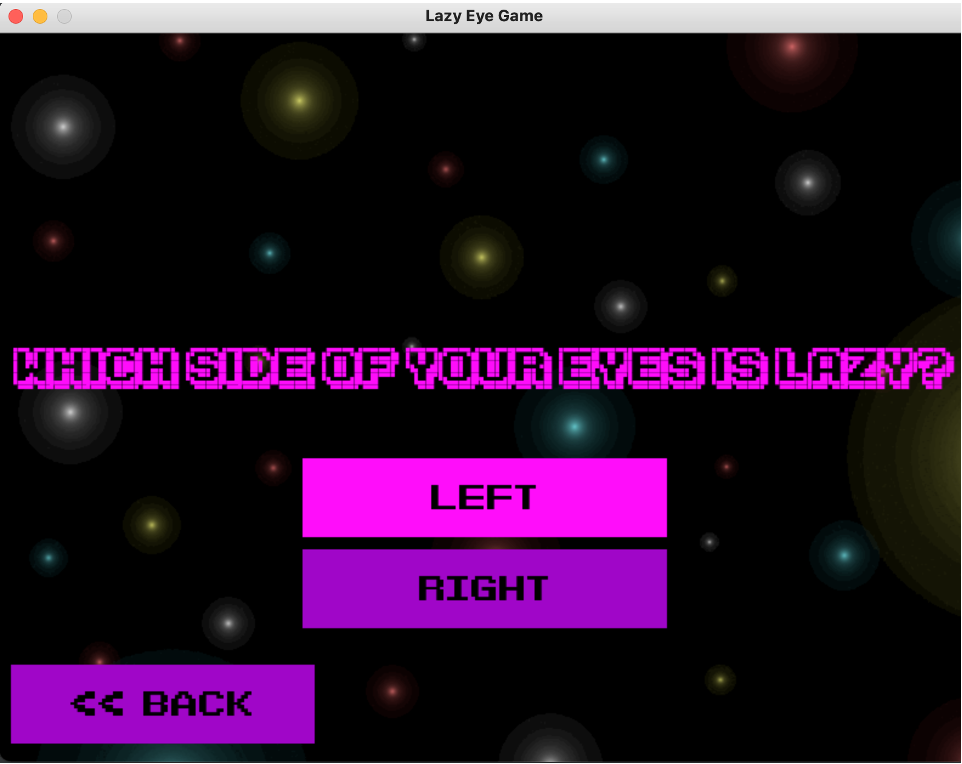 Lazy Eye Game
WHICH SIDE OF YOUR EYES IS LAZY?
LEFT
RIGHT
<< BACK